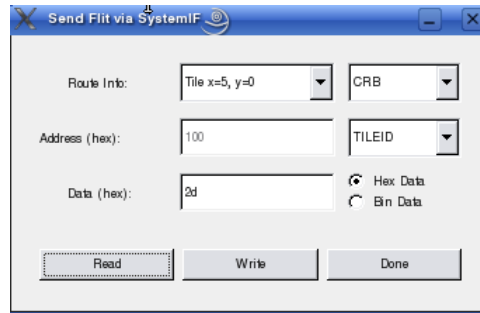 Send Flit via SystemIF
Route Info: Tile x=5, y=0 CRB
Address (hex): 100 TILEID
Data (hex): 2d Hex Data
Bin Data
Read Write Done